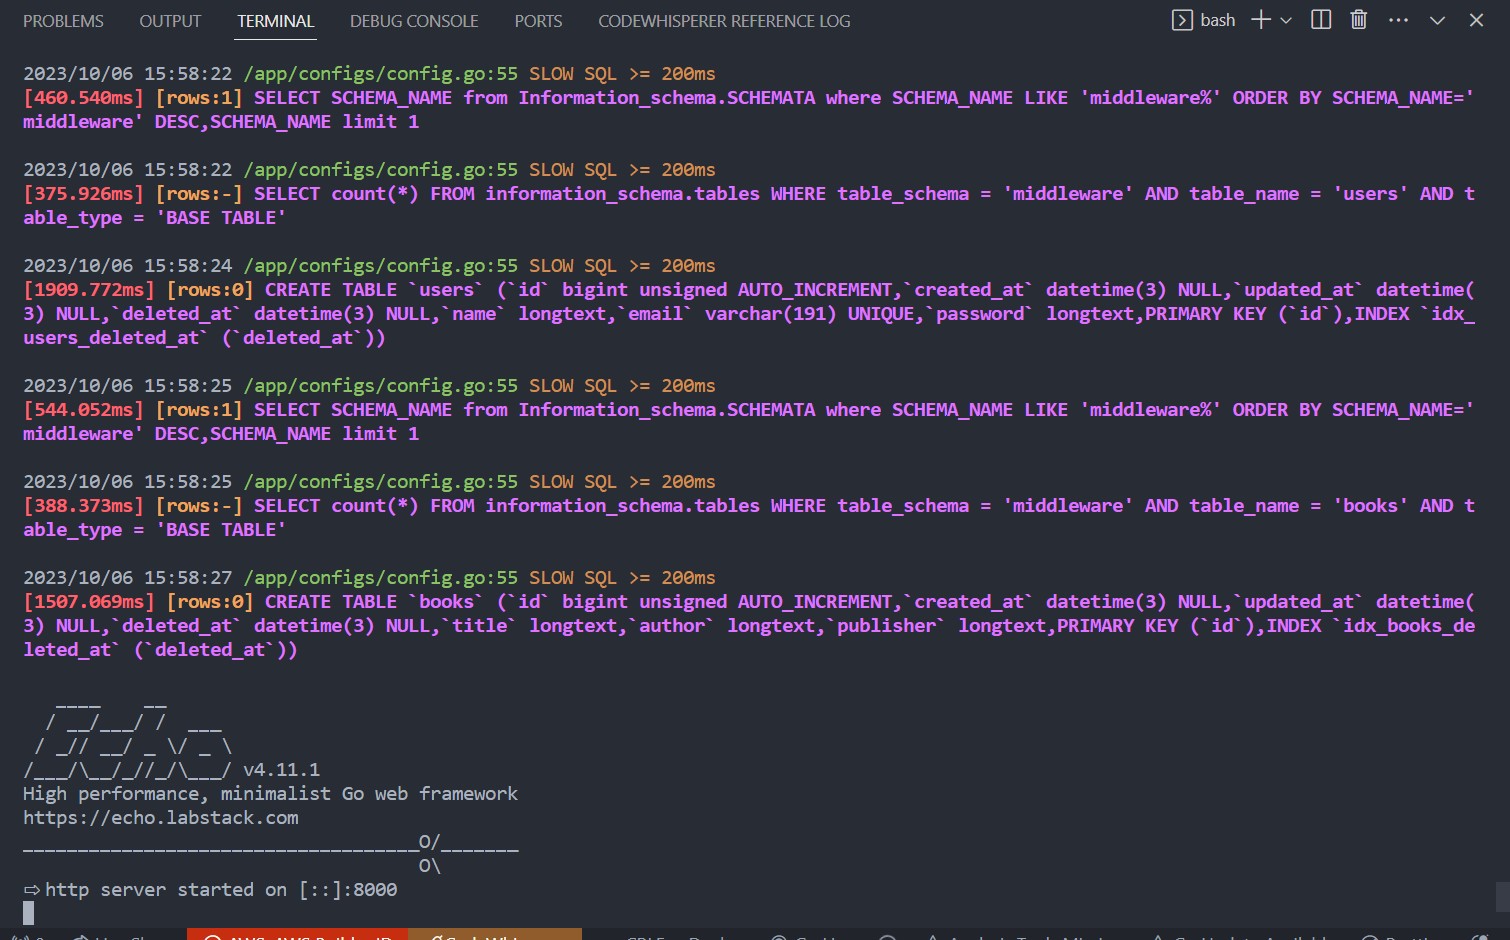 PROBLEMS OUTPUT TERMINAL DEBUG CONSOLE PORTS CODEWHISPERER REFERENCE LOG bash
2023/10/06 15:58:22 /app/configs/config.go:55 SLOW SQL >= 200ms
[460.540ms] [rows:1] SELECT SCHEMA_NAME from Information_schema.SCHEMATA where SCHEMA_NAME LIKE 'middleware%' ORDER BY SCHEMA_NAME='
middleware' DESC,SCHEMA_NAME limit 1
2023/10/06 15:58:22 /app/configs/config.go:55 SLOW SQL >= 200ms
[375.926ms] [rows:-] SELECT count(*) FROM information_schema.tables WHERE table_schema = 'middleware' AND table_name = 'users' AND t
able_type = 'BASE TABLE'
2023/10/06 15:58:24 /app/configs/config.go:55 SLOW SQL >= 200ms
[1909.772ms] [rows:0] CREATE TABLE `users` (`id` bigint unsigned AUTO_INCREMENT,`created_at` datetime(3) NULL,`updated_at` datetime(
3) NULL,`deleted_at` datetime(3) NULL,`name` longtext,`email` varchar(191) UNIQUE,`password` longtext,PRIMARY KEY (`id`),INDEX `idx_
users_deleted_at` (`deleted_at`))
2023/10/06 15:58:25 /app/configs/config.go:55 SLOW SQL >= 200ms
[544.052ms] [rows:1] SELECT SCHEMA_NAME from Information_schema.SCHEMATA where SCHEMA_NAME LIKE 'middleware%' ORDER BY SCHEMA_NAME='
middleware' DESC,SCHEMA_NAME limit 1
2023/10/06 15:58:25 /app/configs/config.go:55 SLOW SQL >= 200ms
[388.373ms] [rows:-] SELECT count(*) FROM information_schema.tables WHERE table_schema = 'middleware' AND table_name = 'books' AND t
able_type = 'BASE TABLE'
2023/10/06 15:58:27 /app/configs/config.go:55 SLOW SQL >= 200ms
[1507.069ms] [rows:0] CREATE TABLE `books` (`id` bigint unsigned AUTO_INCREMENT,`created_at` datetime(3) NULL,`updated_at` datetime(
3) NULL,`deleted_at` datetime(3) NULL,`title` longtext,`author` longtext,`publisher` longtext,PRIMARY KEY (`id`),INDEX `idx_books_de
leted_at` (`deleted_at`))
   ____    __
  / __/___/ /  ___
 / _// __/ _ \/ _ \
/___/\__/_//_/\___/ v4.11.1
High performance, minimalist Go web framework
https://echo.labstack.com
____________________________________O/_______
                                    O\
⇨ http server started on [::]:8000